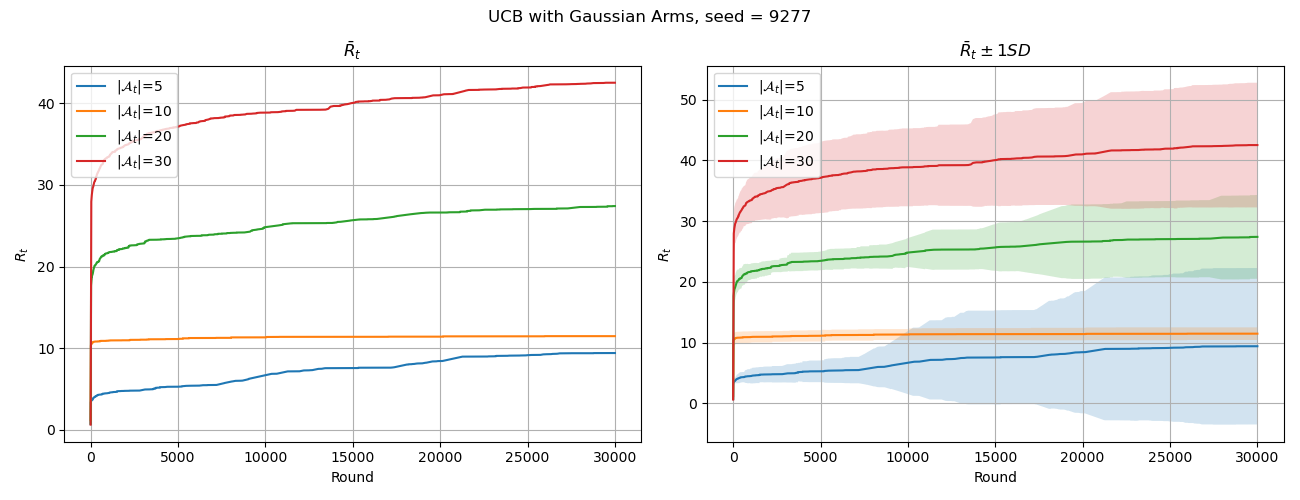 UCB with Gaussian Arms, seed = 9277
R̄ₜ
|𝒜ₜ|=5
|𝒜ₜ|=10
|𝒜ₜ|=20
|𝒜ₜ|=30
Rₜ
40
30
20
10
0
0 5000 10000 15000 20000 25000 30000
Round
R̄ₜ ± 1SD
|𝒜ₜ|=5
|𝒜ₜ|=10
|𝒜ₜ|=20
|𝒜ₜ|=30
Rₜ
50
40
30
20
10
0
0 5000 10000 15000 20000 25000 30000
Round